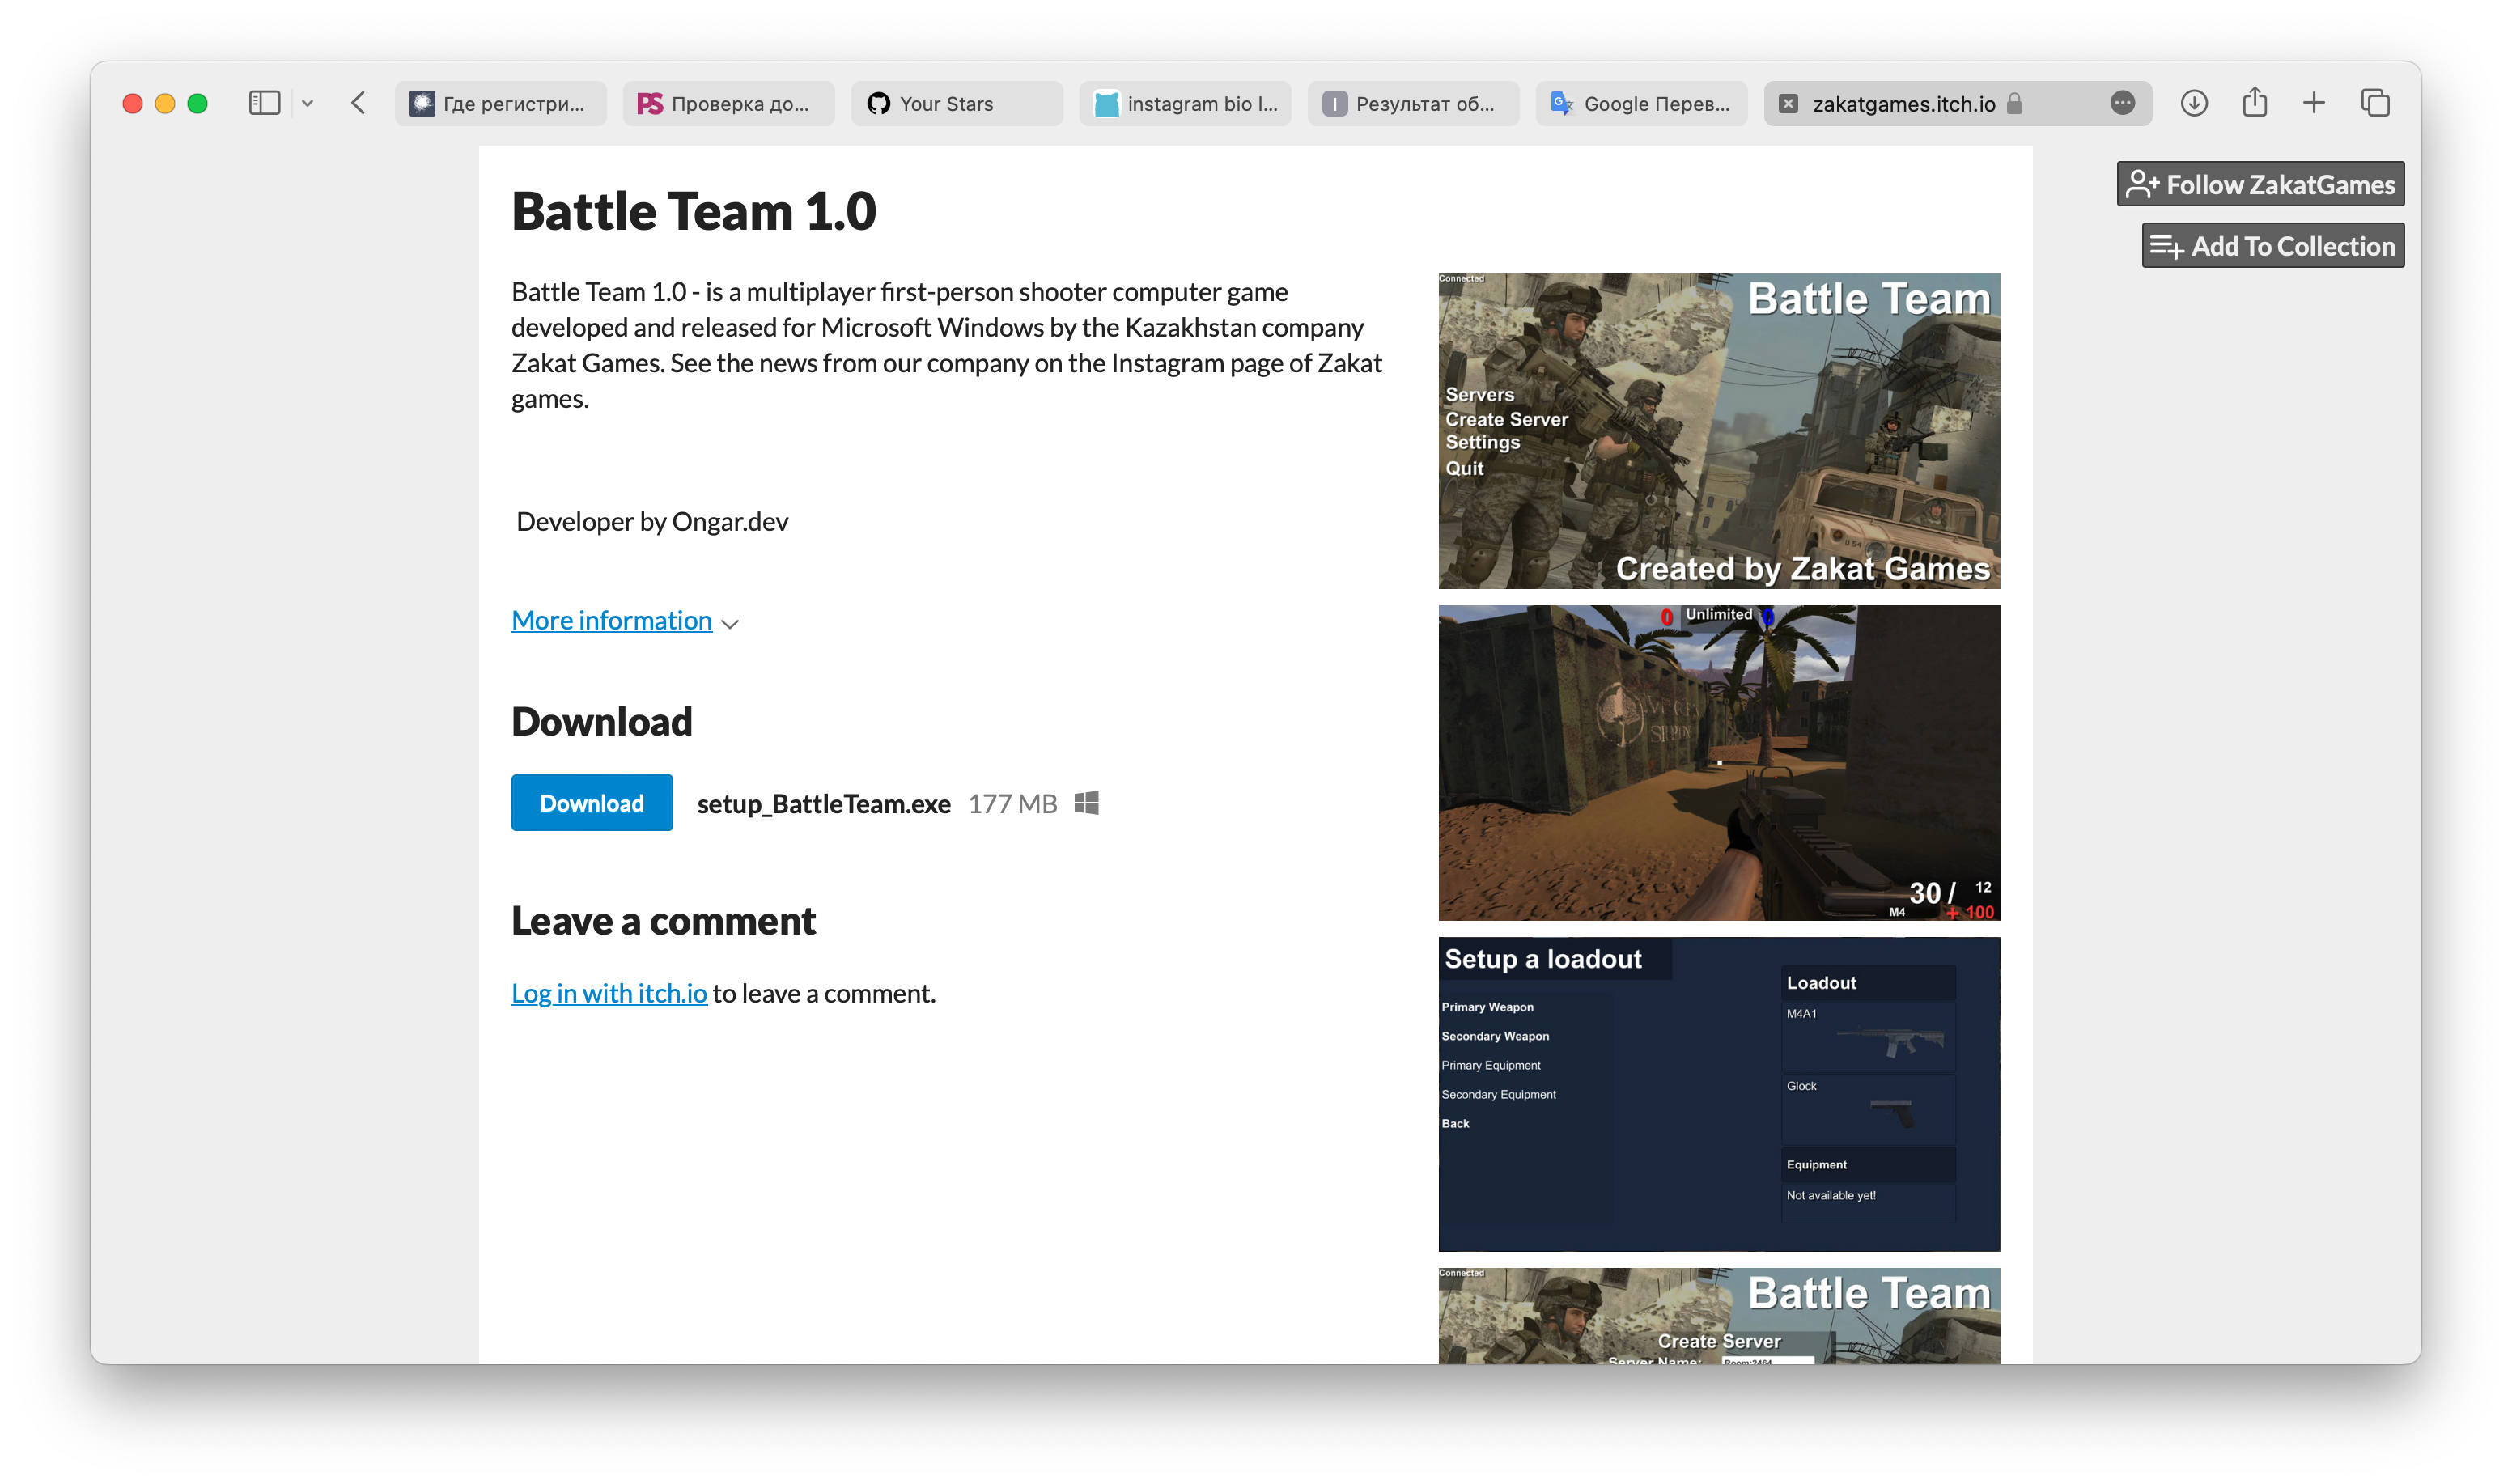 Где регистри...
PS Проверка до...
Your Stars
instagram bio l...
I Результат об...
Google Перев...
zakatgames.itch.io
Follow ZakatGames
Add To Collection
Battle Team 1.0
Battle Team 1.0 - is a multiplayer first-person shooter computer game
developed and released for Microsoft Windows by the Kazakhstan company
Zakat Games. See the news from our company on the Instagram page of Zakat
games.
Developer by Ongar.dev
More information
Download
Download setup_BattleTeam.exe 177 MB
Leave a comment
Log in with itch.io to leave a comment.
Connected
Battle Team
Servers
Create Server
Settings
Quit
Created by Zakat Games
0 Unlimited 0
30 / 12
M4 + 100
Setup a loadout
Primary Weapon
Secondary Weapon
Primary Equipment
Secondary Equipment
Back
Loadout
M4A1
Glock
Equipment
Not available yet!
Connected
Battle Team
Create Server
Server Name: Room:2464